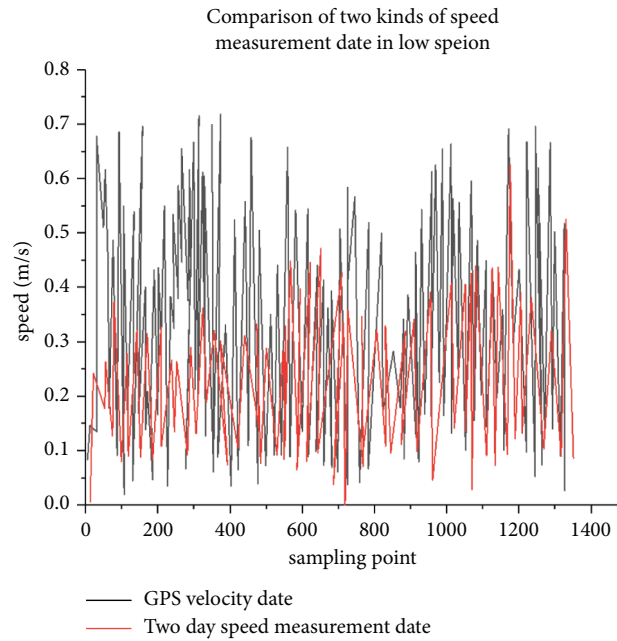 Comparison of two kinds of speed
measurement date in low speion
0.8
0.7
0.6
0.5
0.4
0.3
0.2
0.1
0.0
speed (m/s)
0 200 400 600 800 1000 1200 1400
sampling point
GPS velocity date
Two day speed measurement date